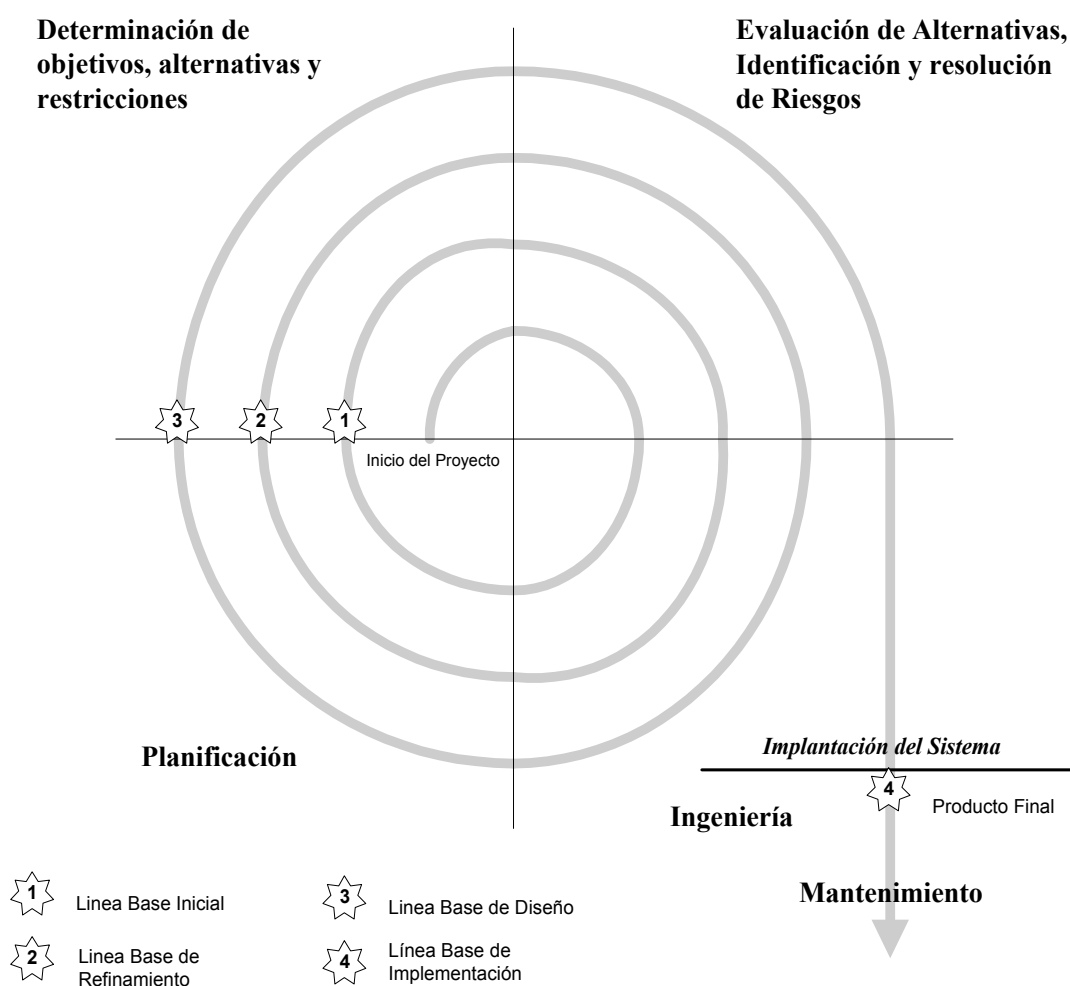 Determinación de
objetivos, alternativas y
restricciones
Evaluación de Alternativas,
Identificación y resolución
de Riesgos
3
2
1
Inicio del Proyecto
Planificación
Implantación del Sistema
4
Producto Final
Ingeniería
Mantenimiento
1
Linea Base Inicial
3
Linea Base de Diseño
2
Linea Base de
Refinamiento
4
Línea Base de
Implementación